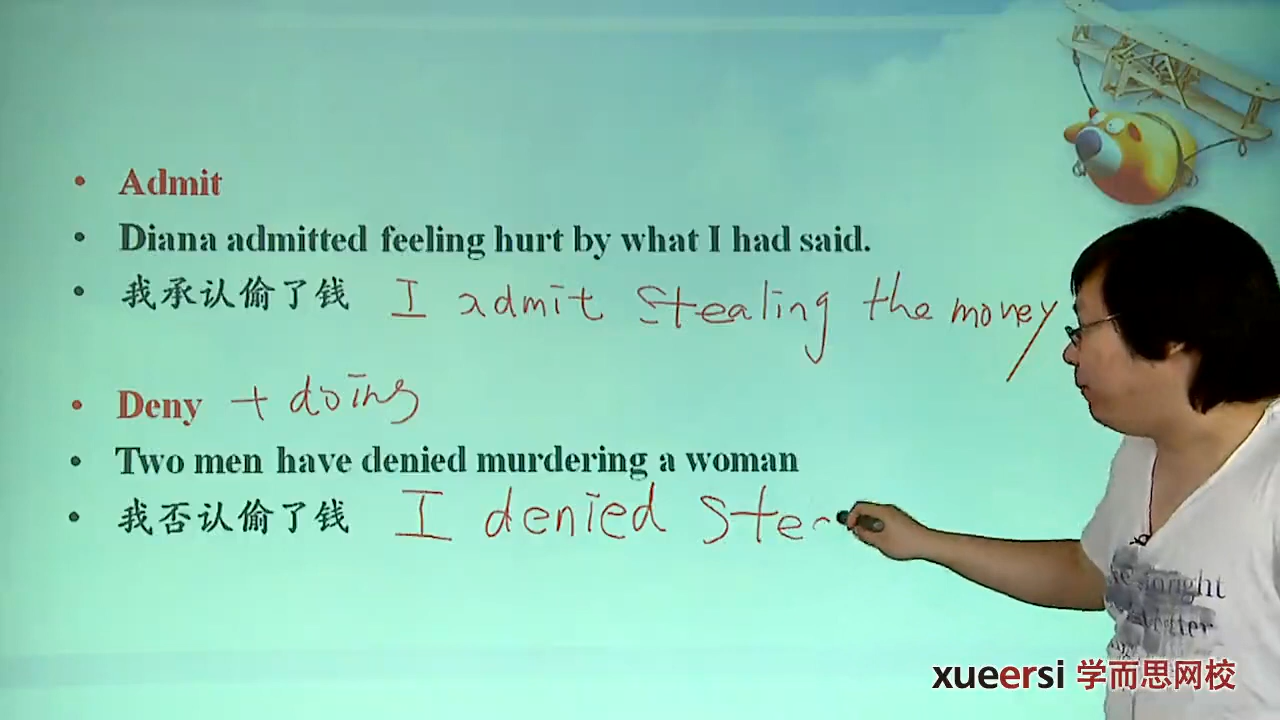 Admit
Diana admitted feeling hurt by what I had said.
我承认偷了钱 I admit stealing the money
Deny + doing
Two men have denied murdering a woman
我否认偷了钱 I denied Ste
xueersi 学而思网校